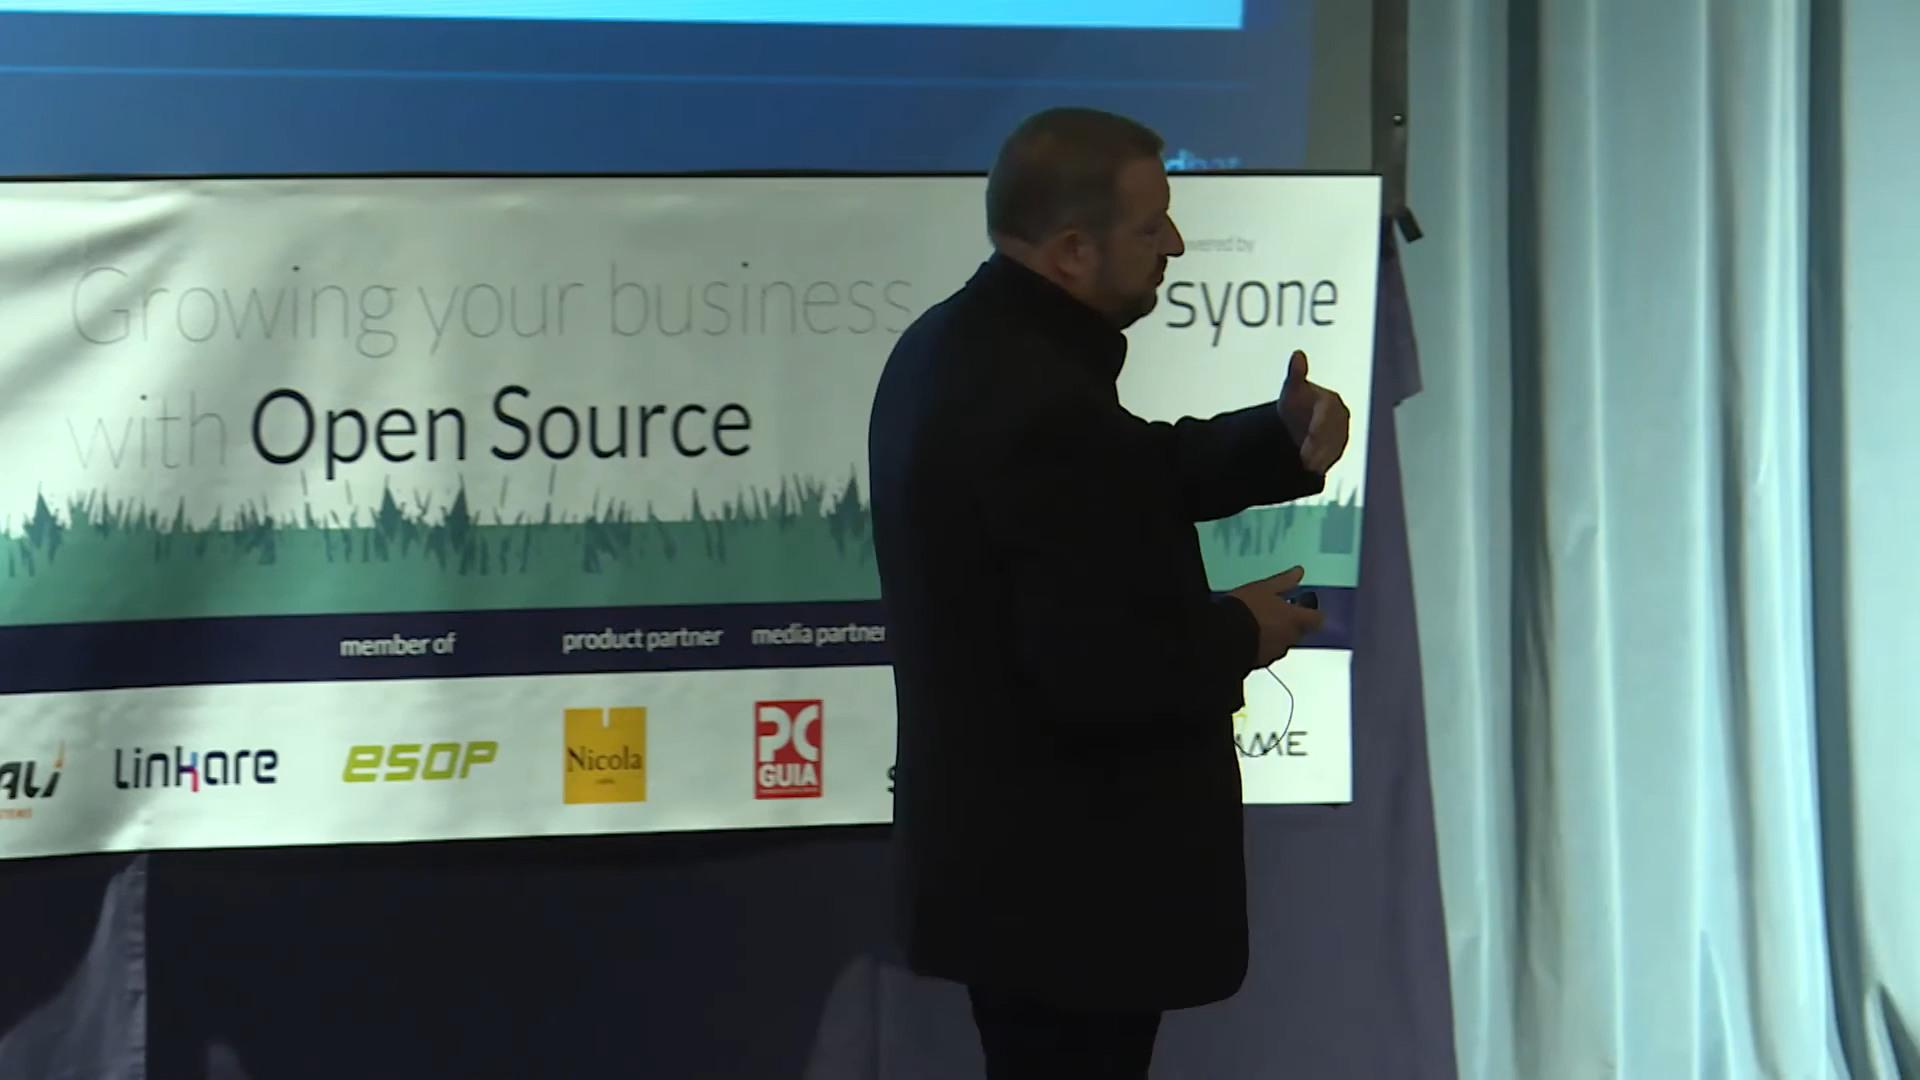 Growing your business
with Open Source
syone
member of
product partner
media partner
Linkare
esop
Nicola
PC
GUIA